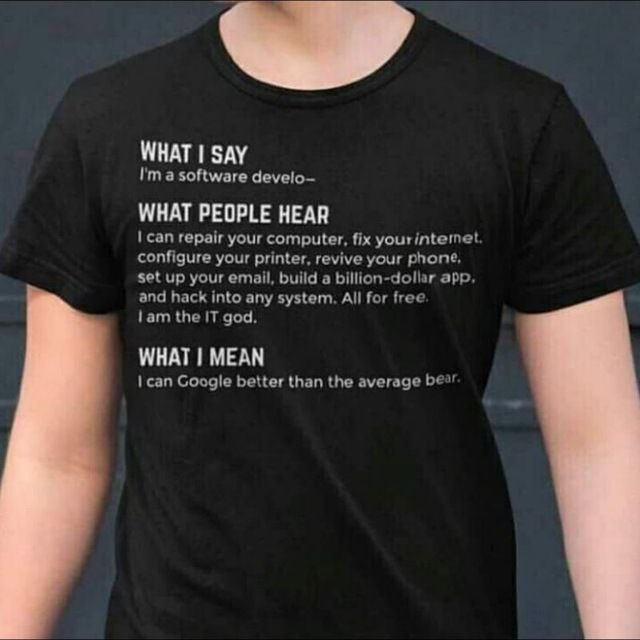 WHAT I SAY
I'm a software develo–
WHAT PEOPLE HEAR
I can repair your computer, fix your internet,
configure your printer, revive your phone,
set up your email, build a billion-dollar app,
and hack into any system. All for free.
I am the IT god.
WHAT I MEAN
I can Google better than the average bear.